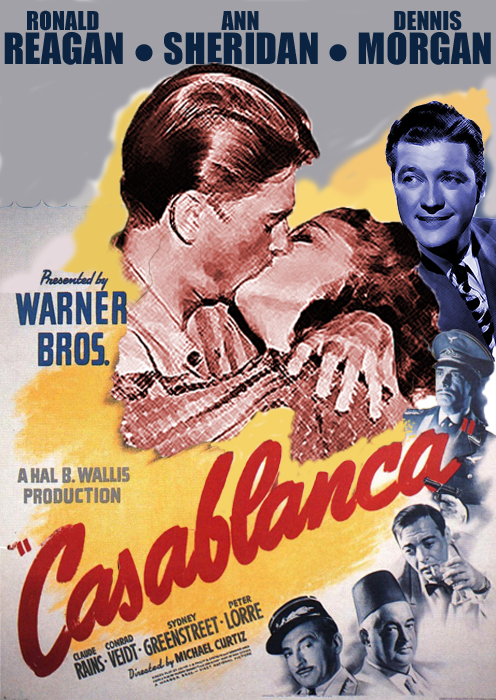 RONALD ANN DENNIS
REAGAN • SHERIDAN • MORGAN
Presented by
WARNER
BROS.
A HAL B. WALLIS
PRODUCTION
"Casablanca"
CLAUDE CONRAD SYDNEY PETER
RAINS · VEIDT · GREENSTREET · LORRE
Directed by MICHAEL CURTIZ